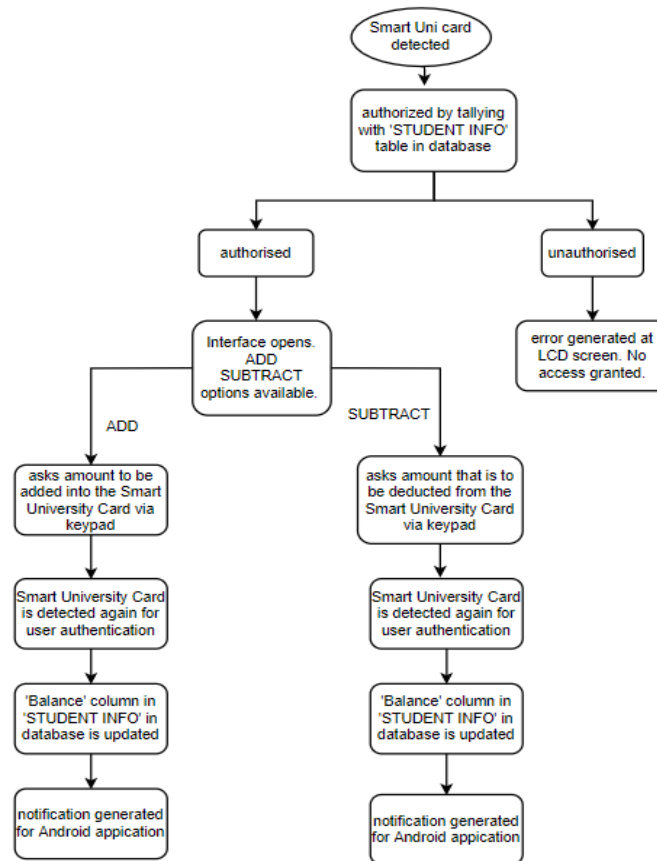 Smart Uni card
detected
authorized by tallying
with 'STUDENT INFO'
table in database
authorised
unauthorised
Interface opens.
ADD
SUBTRACT
options available.
error generated at
LCD screen. No
access granted.
ADD
SUBTRACT
asks amount to be
added into the Smart
University Card via
keypad
asks amount that is to
be deducted from the
Smart University Card
via keypad
Smart University Card
is detected again for
user authentication
Smart University Card
is detected again for
user authentication
'Balance' column in
'STUDENT INFO' in
database is updated
'Balance' column in
'STUDENT INFO' in
database is updated
notification generated
for Android appication
notification generated
for Android appication